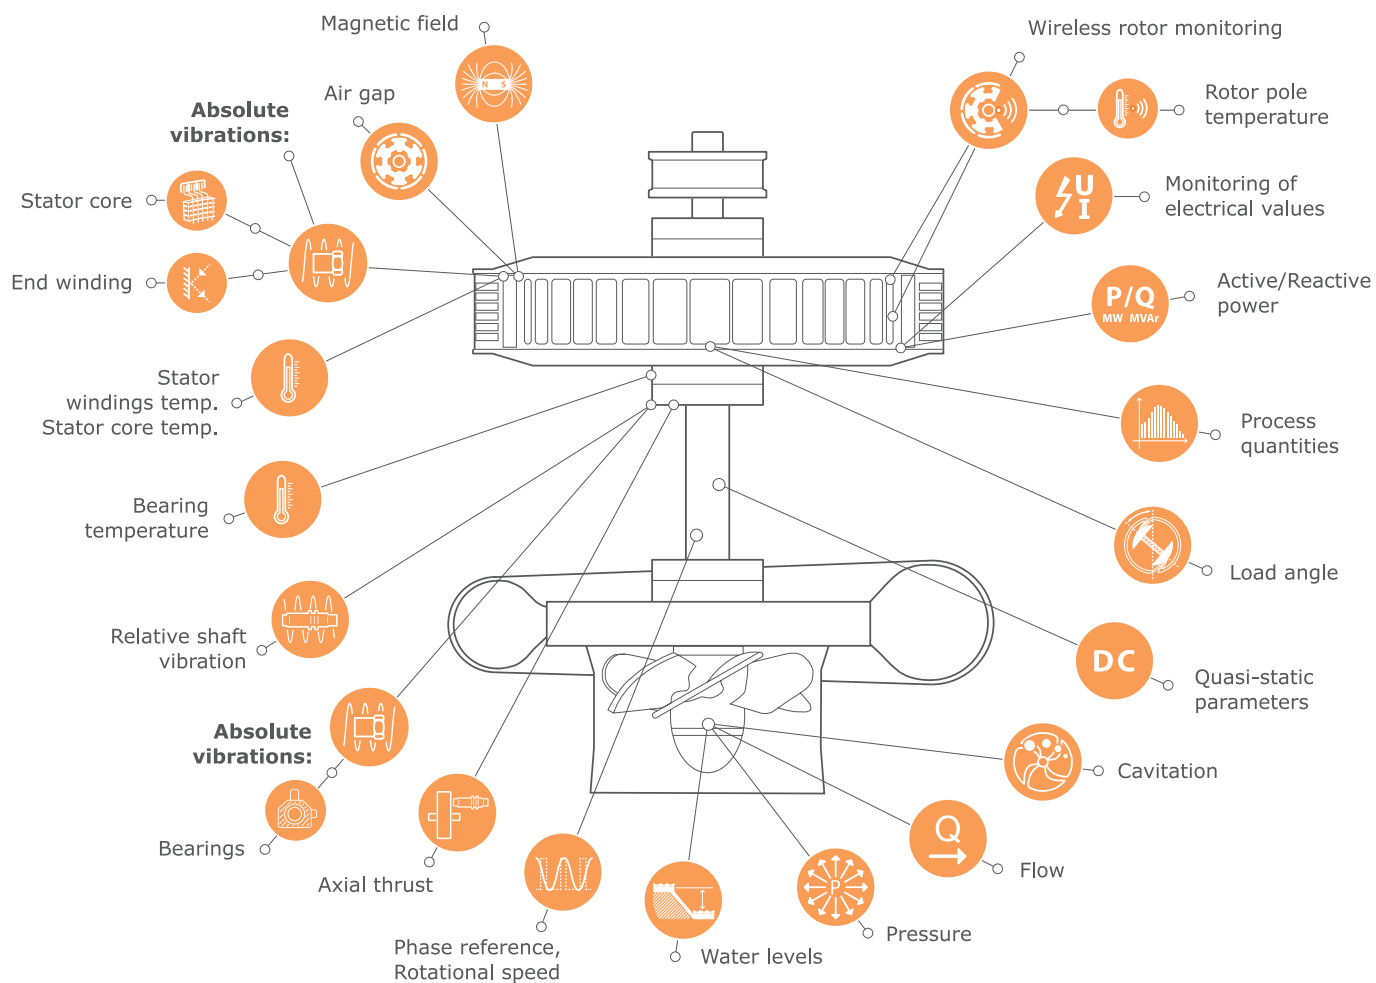 Magnetic field
Wireless rotor monitoring
N S
Air gap
Rotor pole
temperature
Absolute
vibrations:
Stator core
U
I
Monitoring of
electrical values
End winding
P/Q
MW MVAr
Active/Reactive
power
Stator
windings temp.
Stator core temp.
Process
quantities
Bearing
temperature
Load angle
Relative shaft
vibration
DC
Quasi-static
parameters
Absolute
vibrations:
Cavitation
Bearings
Q
Flow
Axial thrust
P
Pressure
Phase reference,
Rotational speed
Water levels